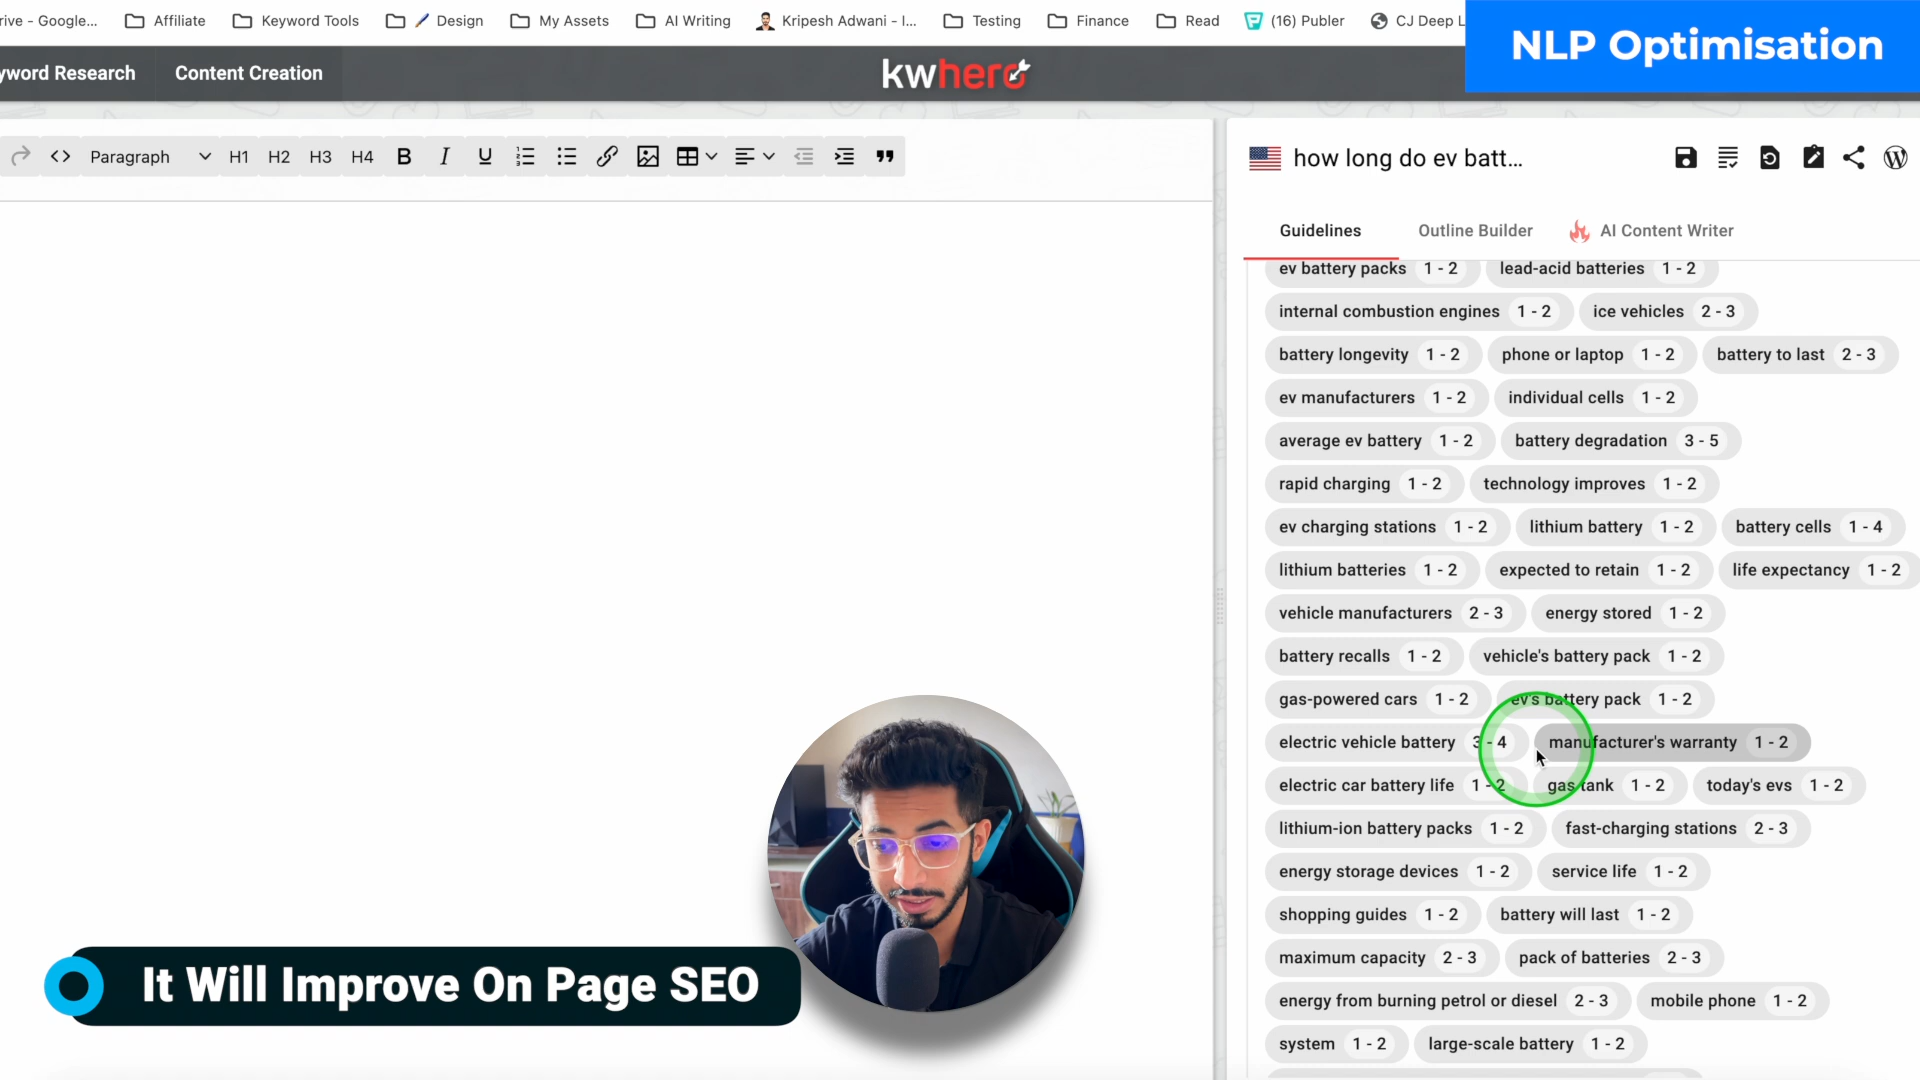 rive - Google... Affiliate Keyword Tools Design My Assets AI Writing Kripesh Adwani - I... Testing Finance Read (16) Publer CJ Deep L
NLP Optimisation
yword Research Content Creation
kwhero
Paragraph H1 H2 H3 H4 B I U
how long do ev batt...
Guidelines Outline Builder AI Content Writer
ev battery packs 1 - 2 lead-acid batteries 1 - 2
internal combustion engines 1 - 2 ice vehicles 2 - 3
battery longevity 1 - 2 phone or laptop 1 - 2 battery to last 2 - 3
ev manufacturers 1 - 2 individual cells 1 - 2
average ev battery 1 - 2 battery degradation 3 - 5
rapid charging 1 - 2 technology improves 1 - 2
ev charging stations 1 - 2 lithium battery 1 - 2 battery cells 1 - 4
lithium batteries 1 - 2 expected to retain 1 - 2 life expectancy 1 - 2
vehicle manufacturers 2 - 3 energy stored 1 - 2
battery recalls 1 - 2 vehicle's battery pack 1 - 2
gas-powered cars 1 - 2 ev's battery pack 1 - 2
electric vehicle battery 3 - 4 manufacturer's warranty 1 - 2
electric car battery life 1 - 2 gas tank 1 - 2 today's evs 1 - 2
lithium-ion battery packs 1 - 2 fast-charging stations 2 - 3
energy storage devices 1 - 2 service life 1 - 2
shopping guides 1 - 2 battery will last 1 - 2
maximum capacity 2 - 3 pack of batteries 2 - 3
energy from burning petrol or diesel 2 - 3 mobile phone 1 - 2
system 1 - 2 large-scale battery 1 - 2
It Will Improve On Page SEO